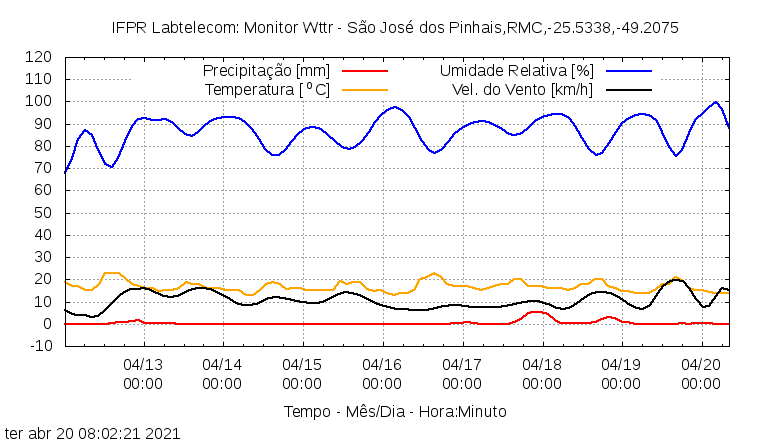 IFPR Labtelecom: Monitor Wttr - São José dos Pinhais,RMC,-25.5338,-49.2075
Precipitação [mm]
Temperatura [⁰C]
Umidade Relativa [%]
Vel. do Vento [km/h]
120
110
100
90
80
70
60
50
40
30
20
10
0
-10
04/13 04/14 04/15 04/16 04/17 04/18 04/19 04/20
00:00 00:00 00:00 00:00 00:00 00:00 00:00 00:00
Tempo - Mês/Dia - Hora:Minuto
ter abr 20 08:02:21 2021